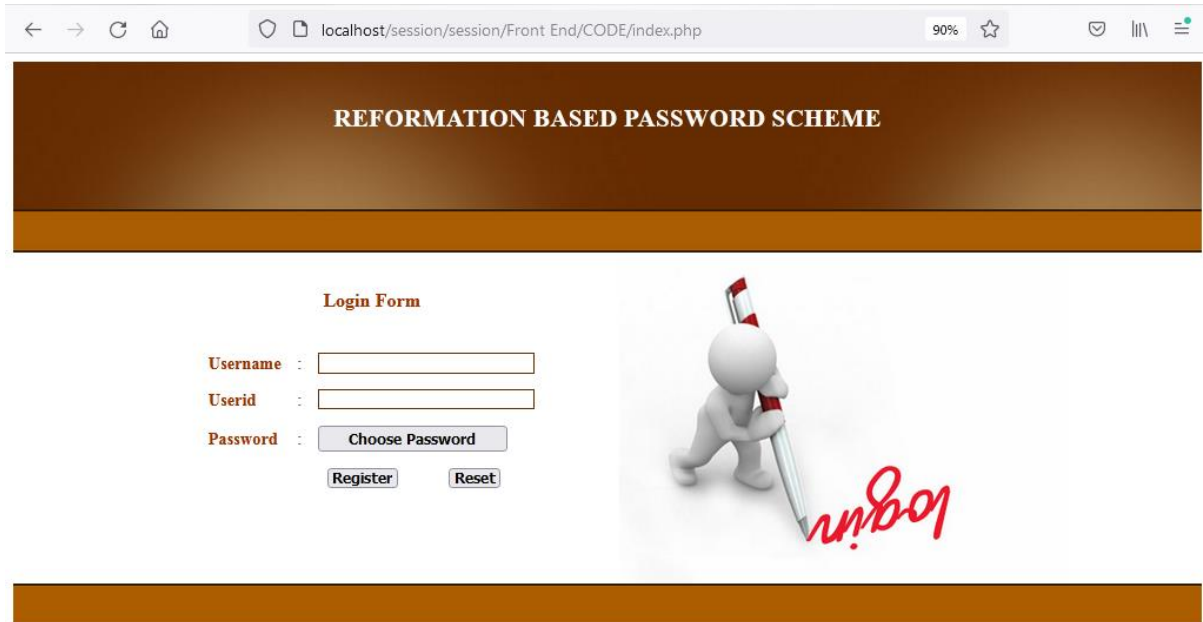 localhost/session/session/Front End/CODE/index.php 90%
REFORMATION BASED PASSWORD SCHEME
Login Form
Username :
Userid :
Password : Choose Password
Register Reset
login